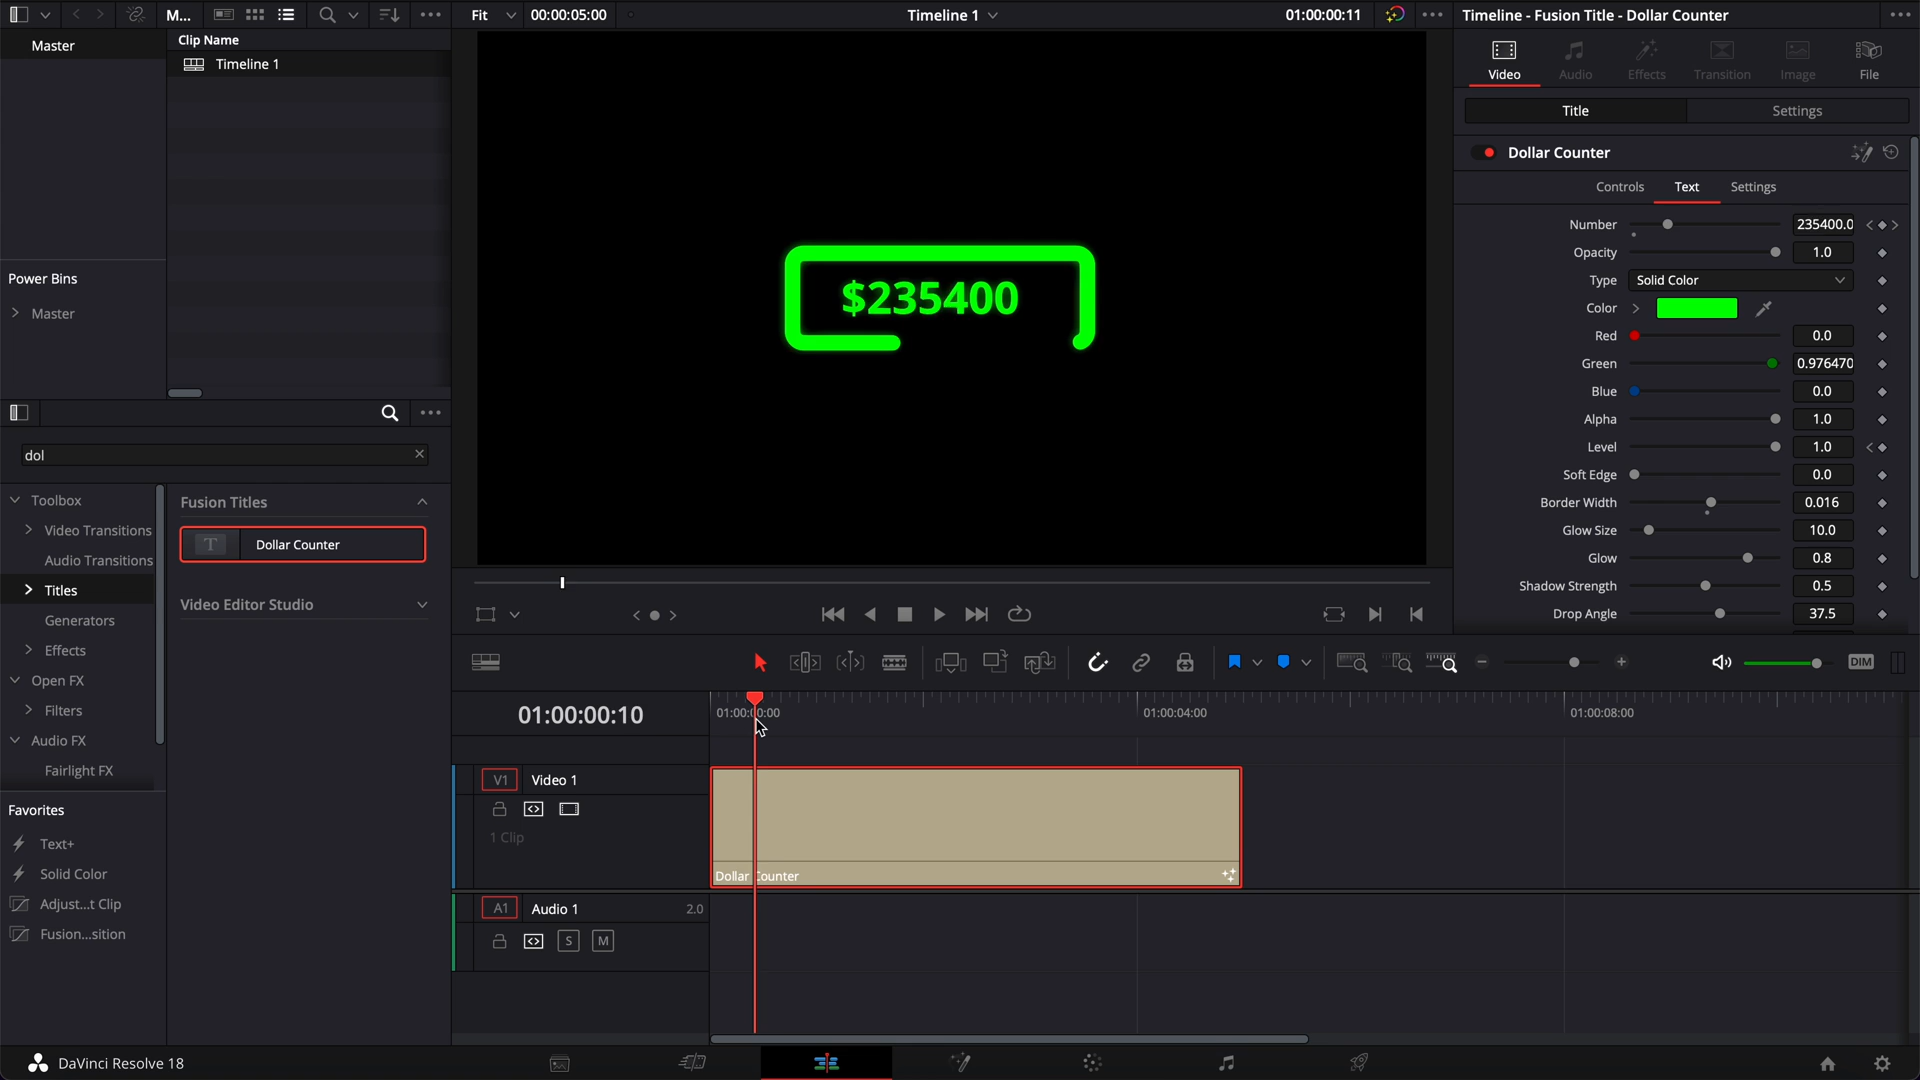 M...
Fit
00:00:05:00
Timeline 1
01:00:00:11
Timeline - Fusion Title - Dollar Counter
Master
Clip Name
Timeline 1
Video
Audio
Effects
Transition
Image
File
Title
Settings
Dollar Counter
Controls
Text
Settings
Number
235400.0
Opacity
1.0
Type
Solid Color
Color
Red
0.0
Green
0.976470
Blue
0.0
Alpha
1.0
Level
1.0
Soft Edge
0.0
Border Width
0.016
Glow Size
10.0
Glow
0.8
Shadow Strength
0.5
Drop Angle
37.5
$235400
Power Bins
Master
dol
Toolbox
Video Transitions
Audio Transitions
Titles
Generators
Effects
Open FX
Filters
Audio FX
Fairlight FX
Fusion Titles
T
Dollar Counter
Video Editor Studio
Favorites
Text+
Solid Color
Adjust...t Clip
Fusion...sition
DIM
01:00:00:10
01:00:00:00
01:00:04:00
01:00:08:00
V1
Video 1
1 Clip
Dollar Counter
A1
Audio 1
2.0
S
M
DaVinci Resolve 18